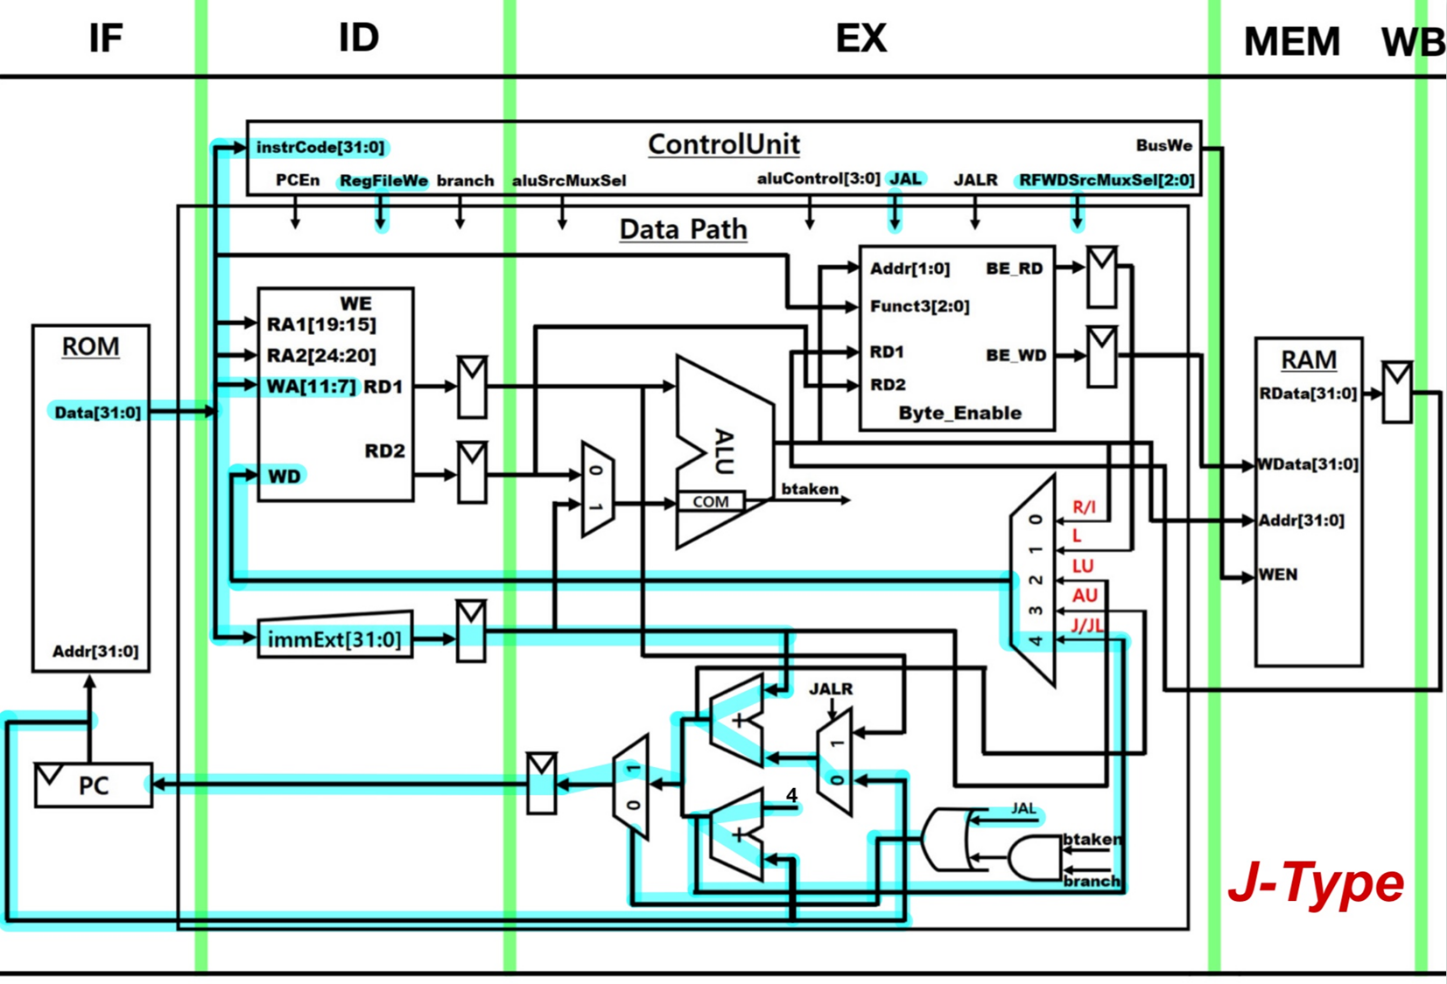 IF ID EX MEM WB
instrCode[31:0] ControlUnit BusWe
PCEn RegFileWe branch aluSrcMuxSel aluControl[3:0] JAL JALR RFWDSrcMuxSel[2:0]
Data Path
Addr[1:0] BE_RD
Funct3[2:0]
RD1 BE_WD
RD2
Byte_Enable
WE
RA1[19:15]
RA2[24:20]
WA[11:7] RD1
RD2
WD
ROM
Data[31:0]
Addr[31:0]
PC
immExt[31:0]
0
1
ALU
COM
btaken
0 R/I
1 L
2 LU
3 AU
4 J/JL
RAM
RData[31:0]
WData[31:0]
Addr[31:0]
WEN
JALR
1
0
+
4
+
1
0
JAL
btaken
branch
J-Type